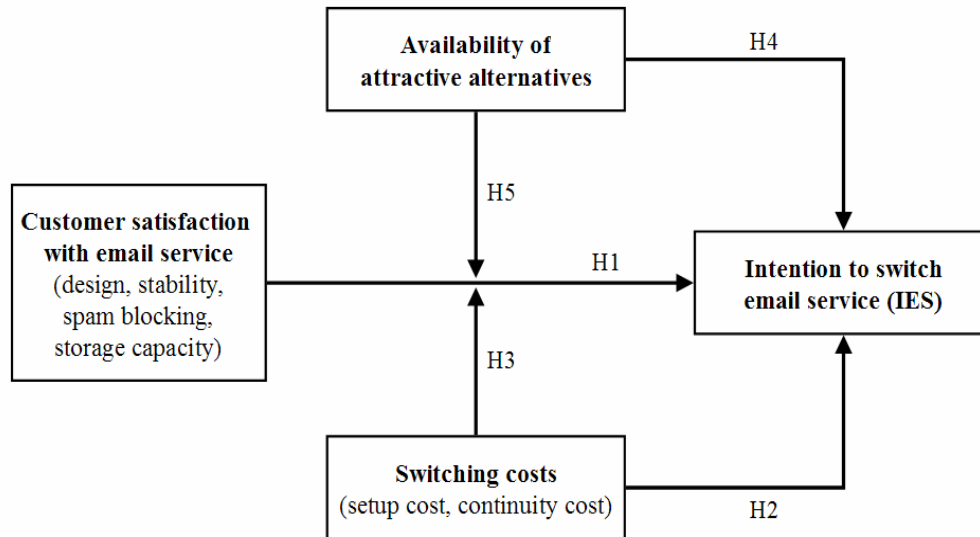 Availability of
attractive alternatives
H4
H5
Customer satisfaction
with email service
(design, stability,
spam blocking,
storage capacity)
H1
Intention to switch
email service (IES)
H3
Switching costs
(setup cost, continuity cost)
H2